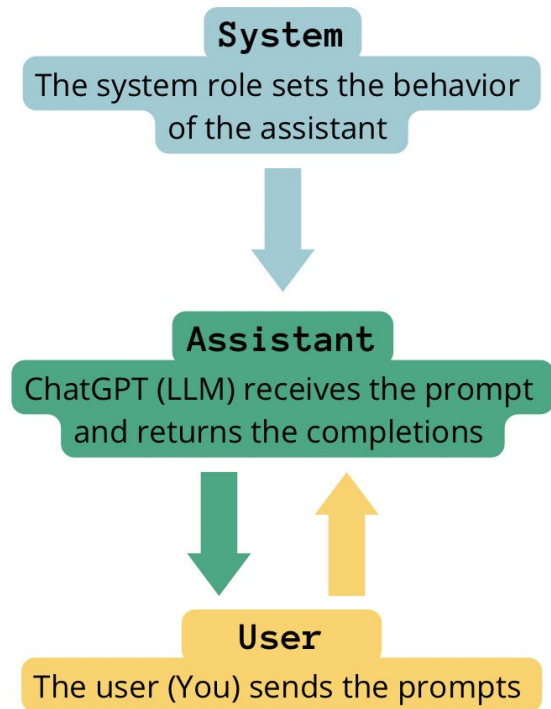 System
The system role sets the behavior
of the assistant
Assistant
ChatGPT (LLM) receives the prompt
and returns the completions
User
The user (You) sends the prompts